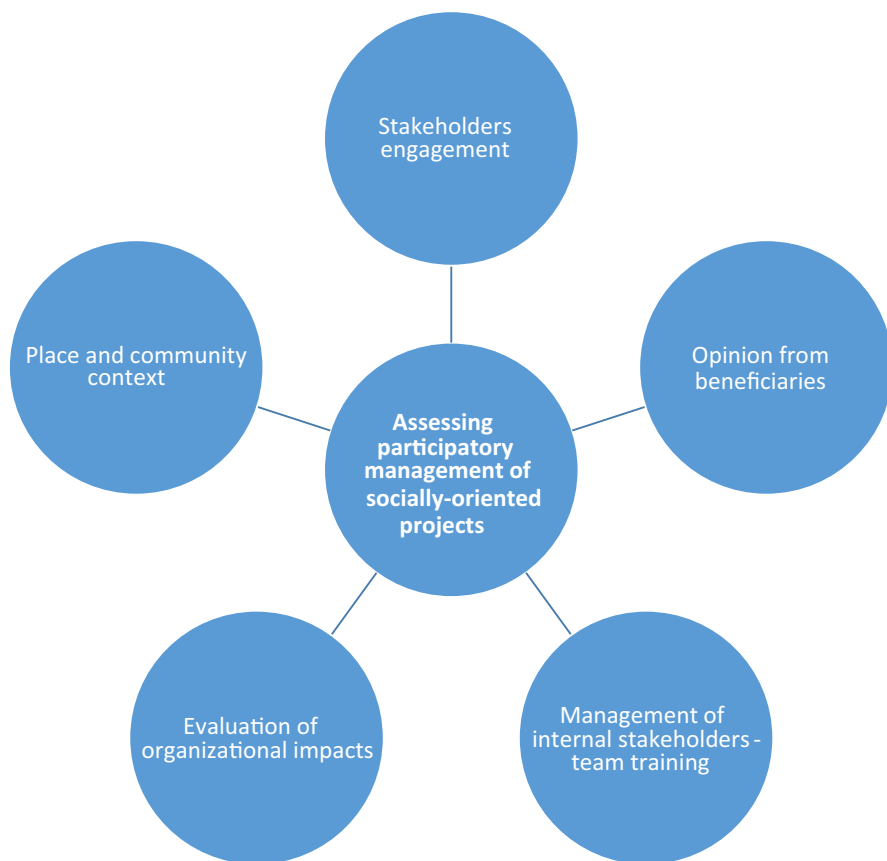 Stakeholders
engagement
Place and community
context
Opinion from
beneficiaries
Assessing
participatory
management of
socially-oriented
projects
Evaluation of
organizational impacts
Management of
internal stakeholders -
team training